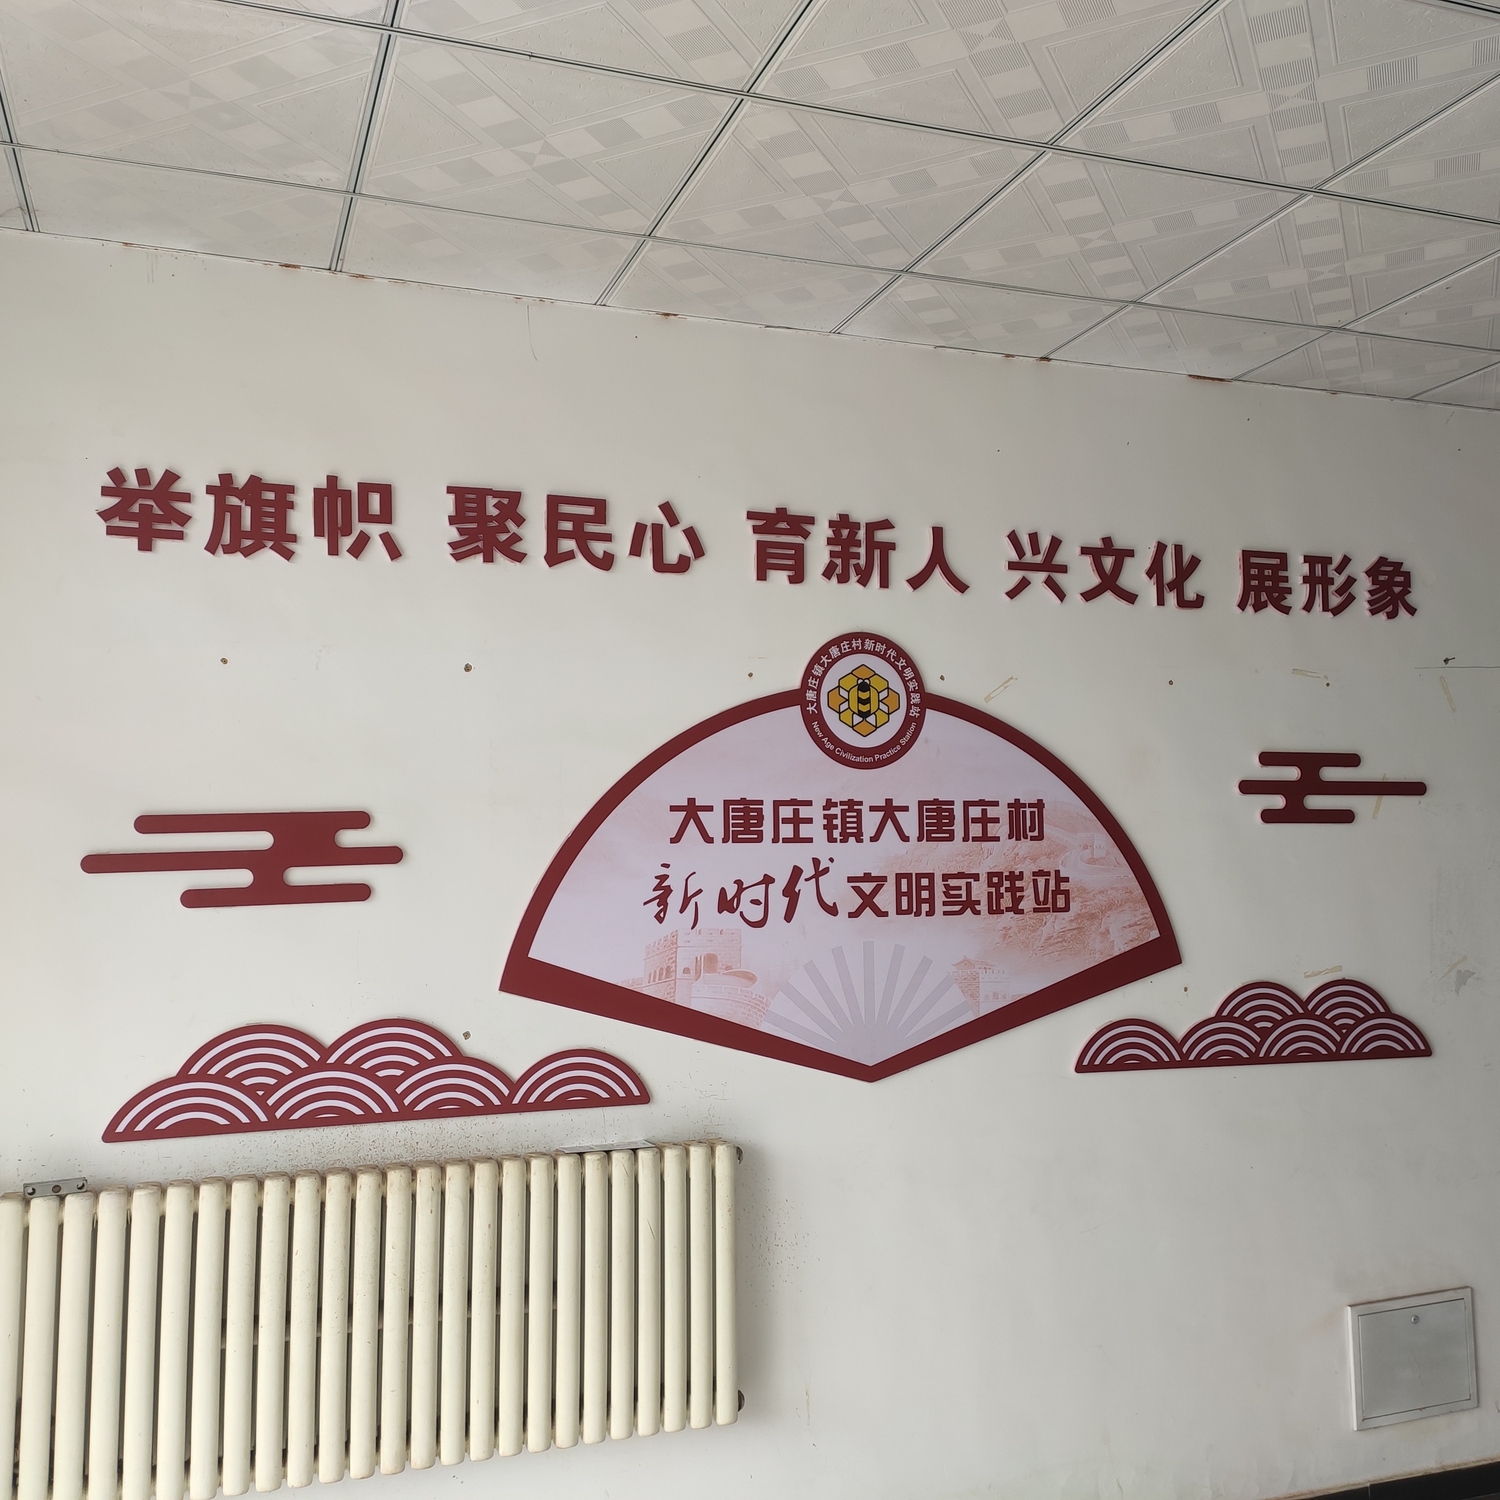 举旗帜 聚民心 育新人 兴文化 展形象
大唐庄镇大唐庄村新时代文明实践站
New Age Civilization Practice Station
大唐庄镇大唐庄村
新时代文明实践站